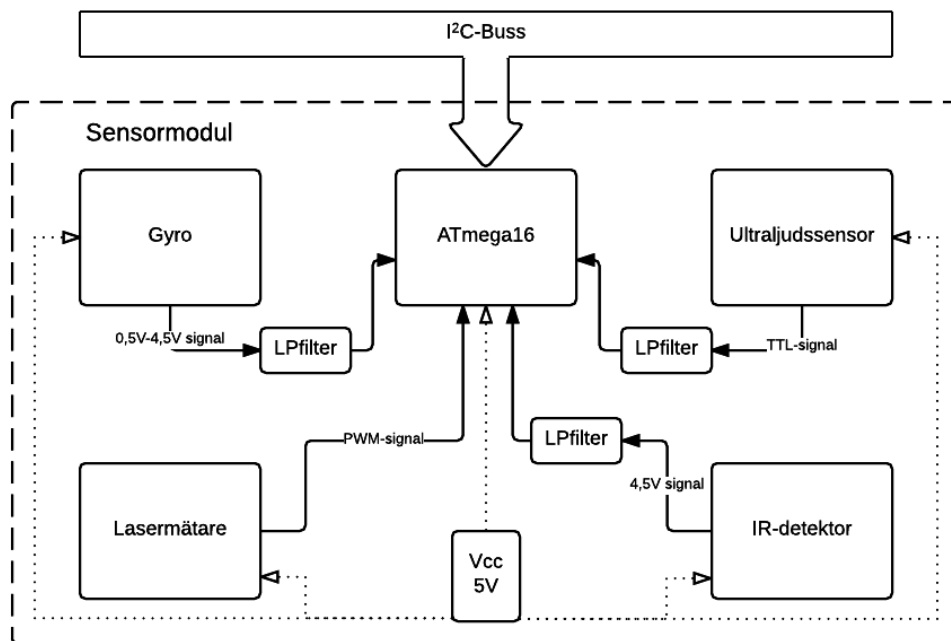 I²C-Buss
Sensormodul
Gyro
ATmega16
Ultraljudssensor
0,5V-4,5V signal
LPfilter
LPfilter
TTL-signal
PWM-signal
LPfilter
4,5V signal
Lasermätare
IR-detektor
Vcc
5V